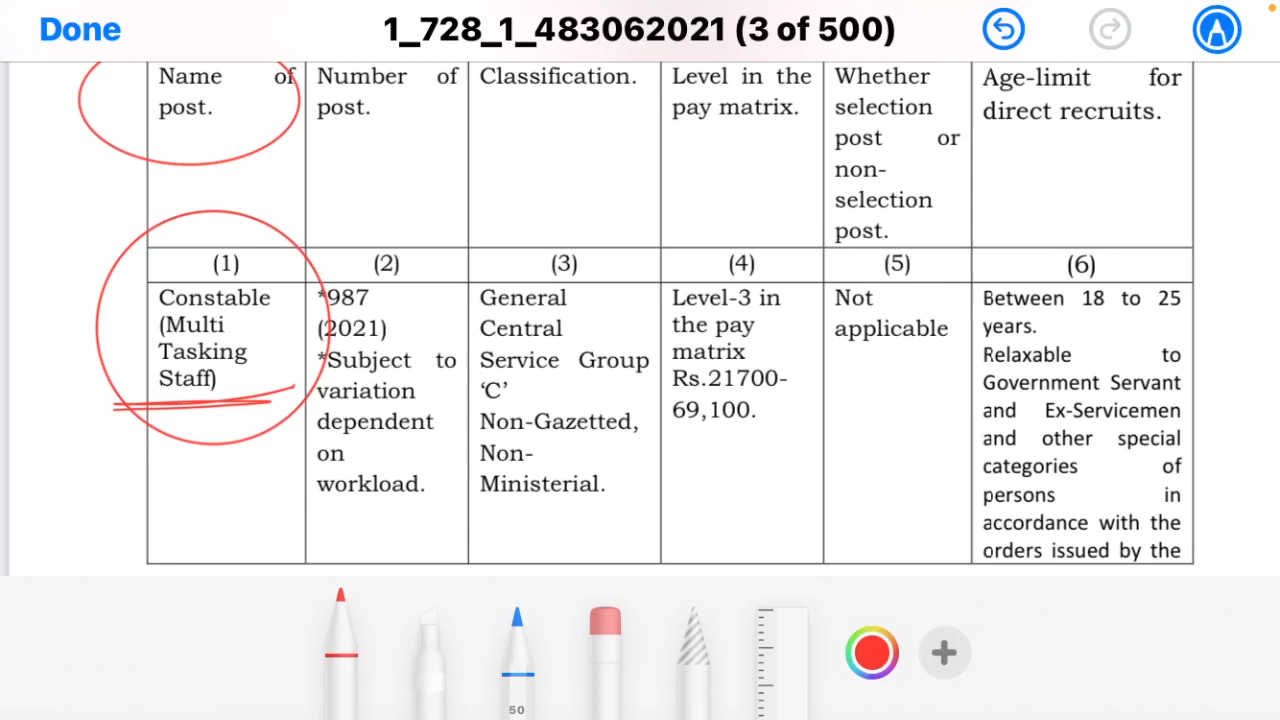 Done
1_728_1_483062021 (3 of 500)
Name of post.
Number of post.
Classification.
Level in the pay matrix.
Whether selection post or non-selection post.
Age-limit for direct recruits.
(1)
(2)
(3)
(4)
(5)
(6)
Constable
(Multi
Tasking
Staff)
*987
(2021)
*Subject to
variation
dependent
on
workload.
General
Central
Service Group
‘C’
Non-Gazetted,
Non-
Ministerial.
Level-3 in
the pay
matrix
Rs.21700-
69,100.
Not
applicable
Between 18 to 25
years.
Relaxable to
Government Servant
and Ex-Servicemen
and other special
categories of
persons in
accordance with the
orders issued by the
50